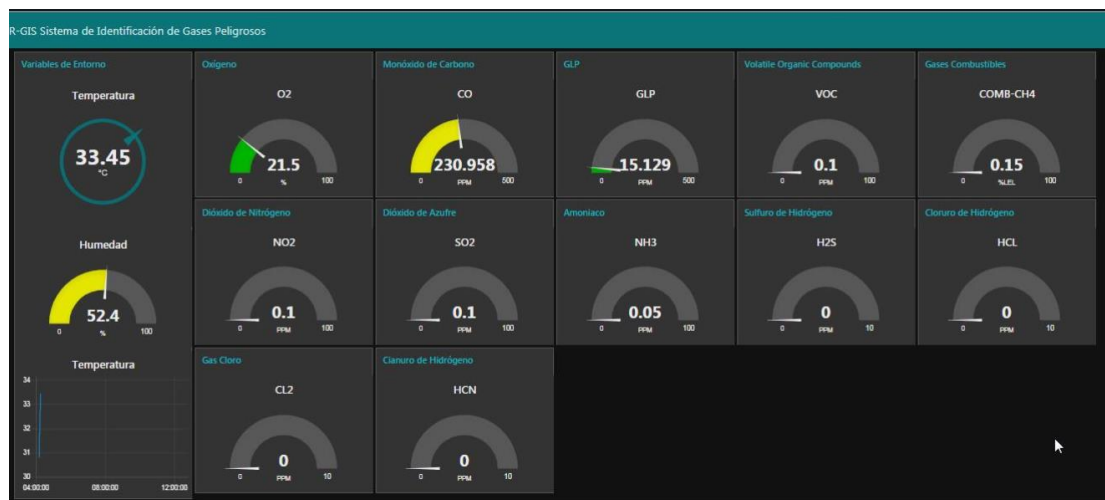 R-GIS Sistema de Identificación de Gases Peligrosos
Variables de Entorno
Temperatura
33.45
°C
Humedad
52.4
0 % 100
Temperatura
34
33
32
31
30
04:00:00 08:00:00 12:00:00
Oxígeno
O2
21.5
0 % 100
Monóxido de Carbono
CO
230.958
0 PPM 500
GLP
GLP
15.129
0 PPM 500
Volatile Organic Compounds
VOC
0.1
0 PPM 100
Gases Combustibles
COMB-CH4
0.15
0 %LEL 100
Dióxido de Nitrógeno
NO2
0.1
0 PPM 100
Dióxido de Azufre
SO2
0.1
0 PPM 100
Amoniaco
NH3
0.05
0 PPM 100
Sulfuro de Hidrógeno
H2S
0
0 PPM 10
Cloruro de Hidrógeno
HCL
0
0 PPM 10
Gas Cloro
CL2
0
0 PPM 10
Cianuro de Hidrógeno
HCN
0
0 PPM 10